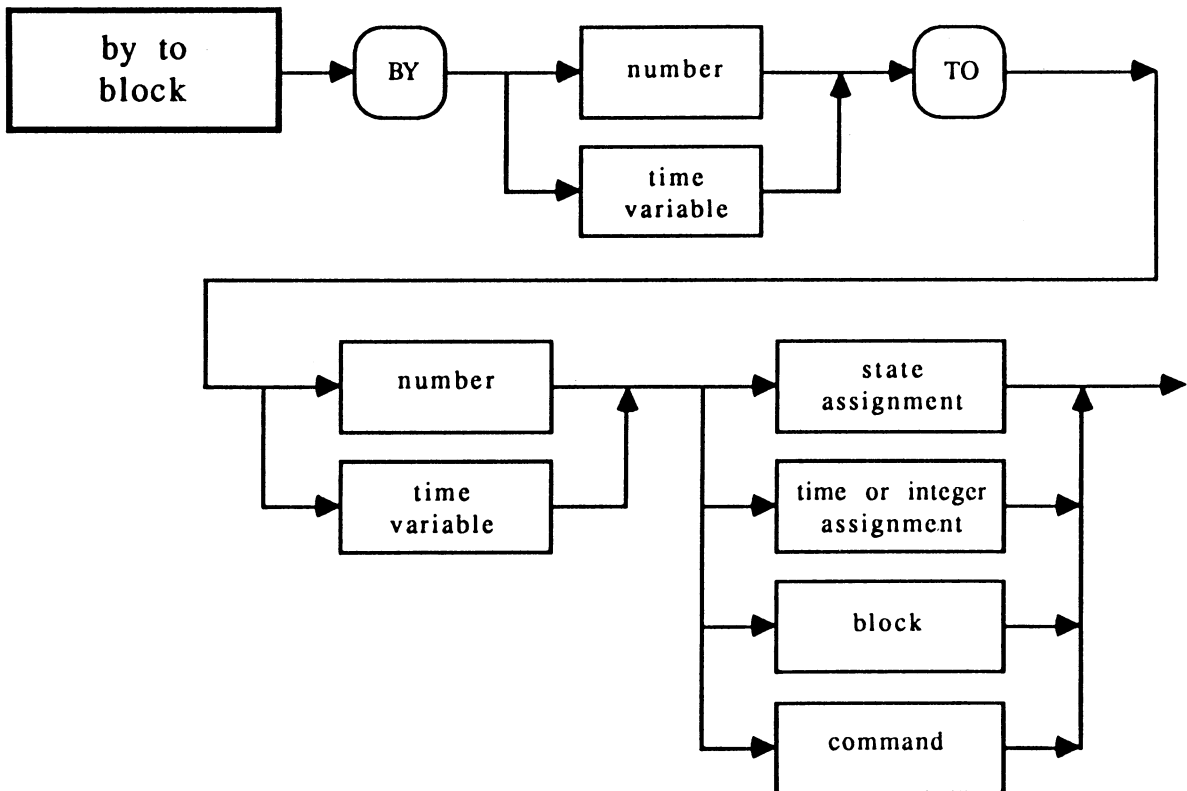 by to
block
BY
number
TO
time
variable
number
state
assignment
time
variable
time or integer
assignment
block
command